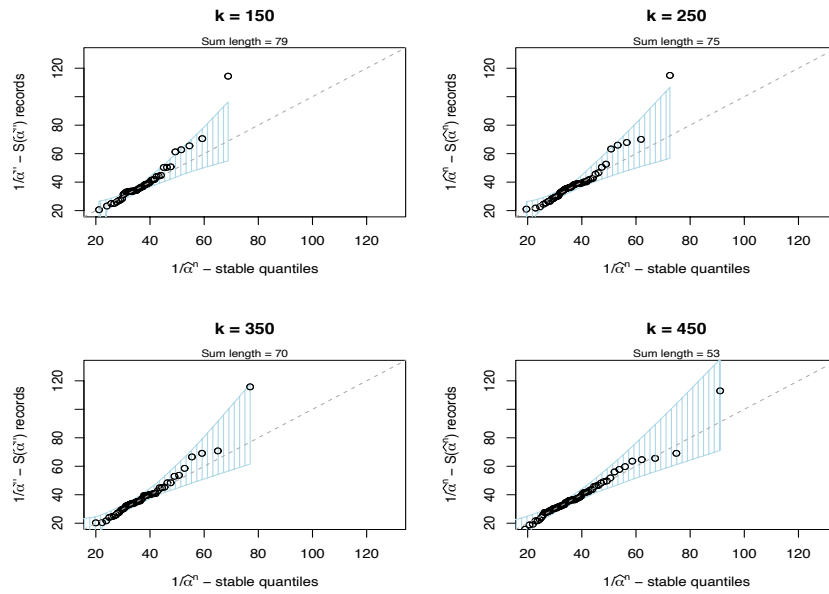 k = 150
Sum length = 79
1/α̂ⁿ − S(α̂ⁿ) records
20 40 60 80 120
20 40 60 80 100 120
1/α̂ⁿ − stable quantiles
k = 250
Sum length = 75
1/α̂ⁿ − S(α̂ⁿ) records
20 40 60 80 120
20 40 60 80 100 120
1/α̂ⁿ − stable quantiles
k = 350
Sum length = 70
1/α̂ⁿ − S(α̂ⁿ) records
20 40 60 80 120
20 40 60 80 100 120
1/α̂ⁿ − stable quantiles
k = 450
Sum length = 53
1/α̂ⁿ − S(α̂ⁿ) records
20 40 60 80 120
20 40 60 80 100 120
1/α̂ⁿ − stable quantiles